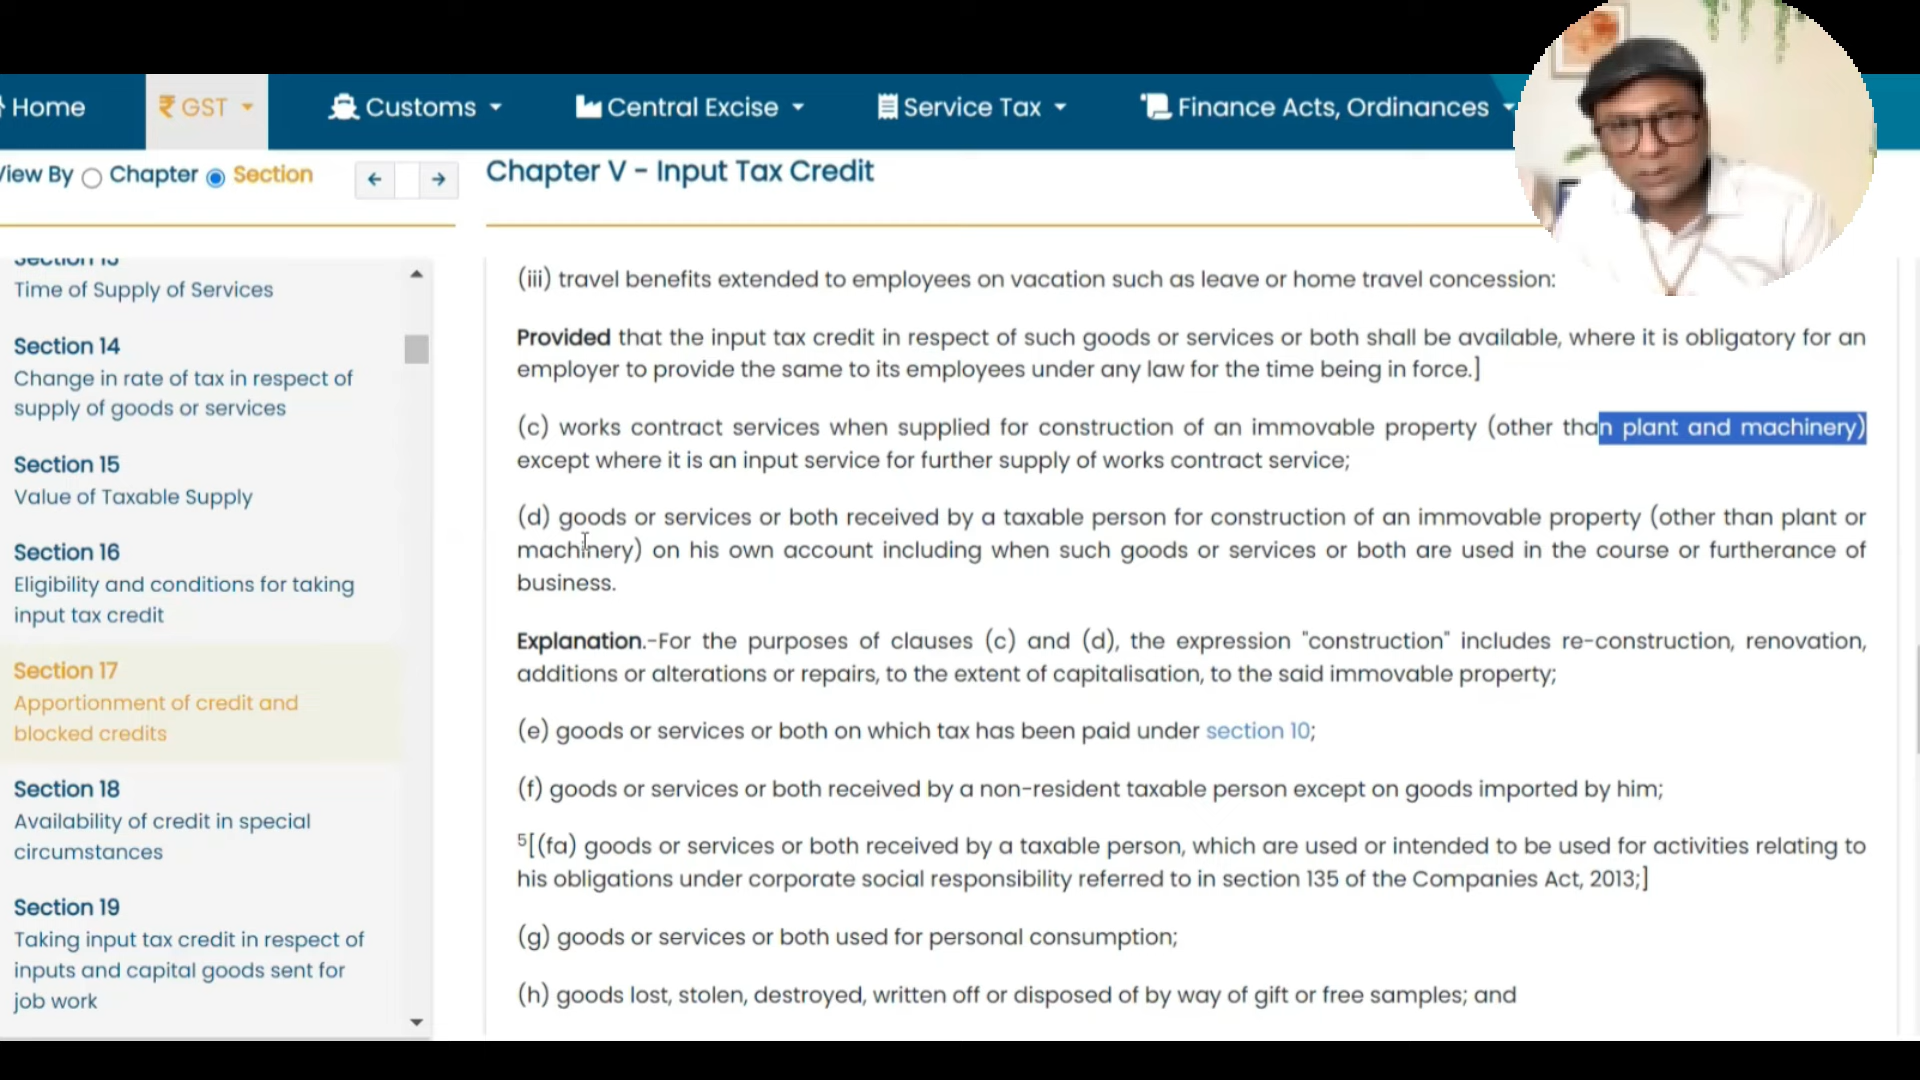 Home
₹ GST
Customs
Central Excise
Service Tax
Finance Acts, Ordinances
View By Chapter Section
Chapter V - Input Tax Credit
Section 13
Time of Supply of Services
Section 14
Change in rate of tax in respect of
supply of goods or services
Section 15
Value of Taxable Supply
Section 16
Eligibility and conditions for taking
input tax credit
Section 17
Apportionment of credit and
blocked credits
Section 18
Availability of credit in special
circumstances
Section 19
Taking input tax credit in respect of
inputs and capital goods sent for
job work
(iii) travel benefits extended to employees on vacation such as leave or home travel concession:
Provided that the input tax credit in respect of such goods or services or both shall be available, where it is obligatory for an
employer to provide the same to its employees under any law for the time being in force.]
(c) works contract services when supplied for construction of an immovable property (other than plant and machinery)
except where it is an input service for further supply of works contract service;
(d) goods or services or both received by a taxable person for construction of an immovable property (other than plant or
machinery) on his own account including when such goods or services or both are used in the course or furtherance of
business.
Explanation.-For the purposes of clauses (c) and (d), the expression "construction" includes re-construction, renovation,
additions or alterations or repairs, to the extent of capitalisation, to the said immovable property;
(e) goods or services or both on which tax has been paid under section 10;
(f) goods or services or both received by a non-resident taxable person except on goods imported by him;
5[(fa) goods or services or both received by a taxable person, which are used or intended to be used for activities relating to
his obligations under corporate social responsibility referred to in section 135 of the Companies Act, 2013;]
(g) goods or services or both used for personal consumption;
(h) goods lost, stolen, destroyed, written off or disposed of by way of gift or free samples; and